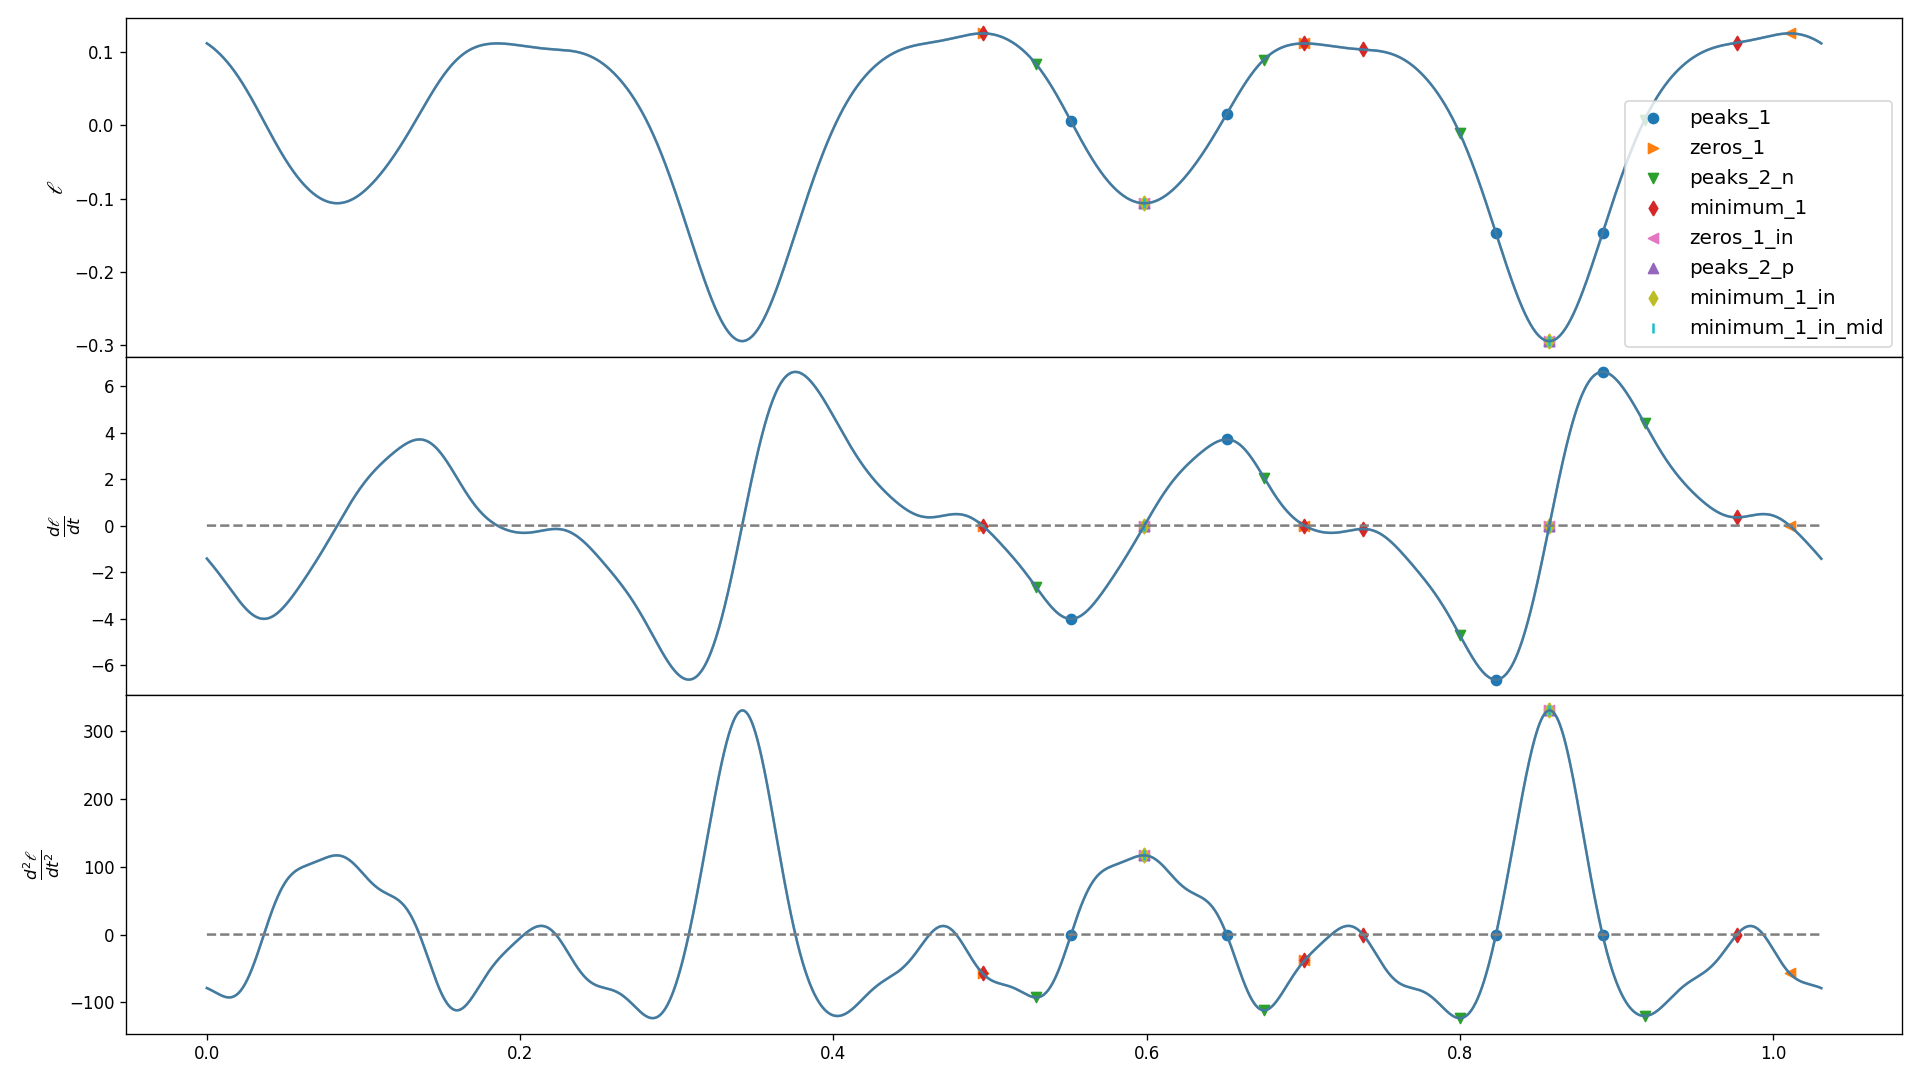 0.1
0.0
−0.1
−0.2
−0.3
ℓ
peaks_1
zeros_1
peaks_2_n
minimum_1
zeros_1_in
peaks_2_p
minimum_1_in
minimum_1_in_mid
6
4
2
0
−2
−4
−6
dℓ
dt
300
200
100
0
−100
d²ℓ
dt²
0.0 0.2 0.4 0.6 0.8 1.0